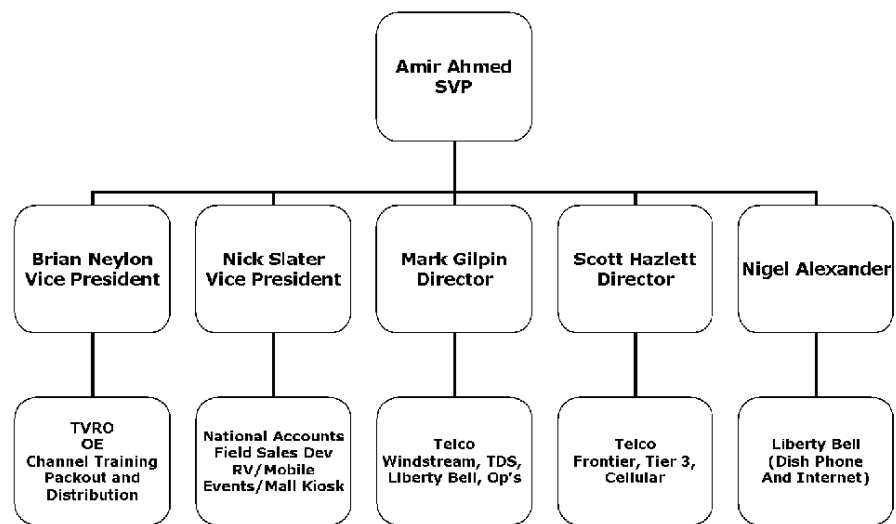 Amir Ahmed
SVP
Brian Neylon
Vice President
Nick Slater
Vice President
Mark Gilpin
Director
Scott Hazlett
Director
Nigel Alexander
TVRO
OE
Channel Training
Packout and
Distribution
National Accounts
Field Sales Dev
RV/Mobile
Events/Mall Kiosk
Telco
Windstream, TDS,
Liberty Bell, Op's
Telco
Frontier, Tier 3,
Cellular
Liberty Bell
(Dish Phone
And Internet)